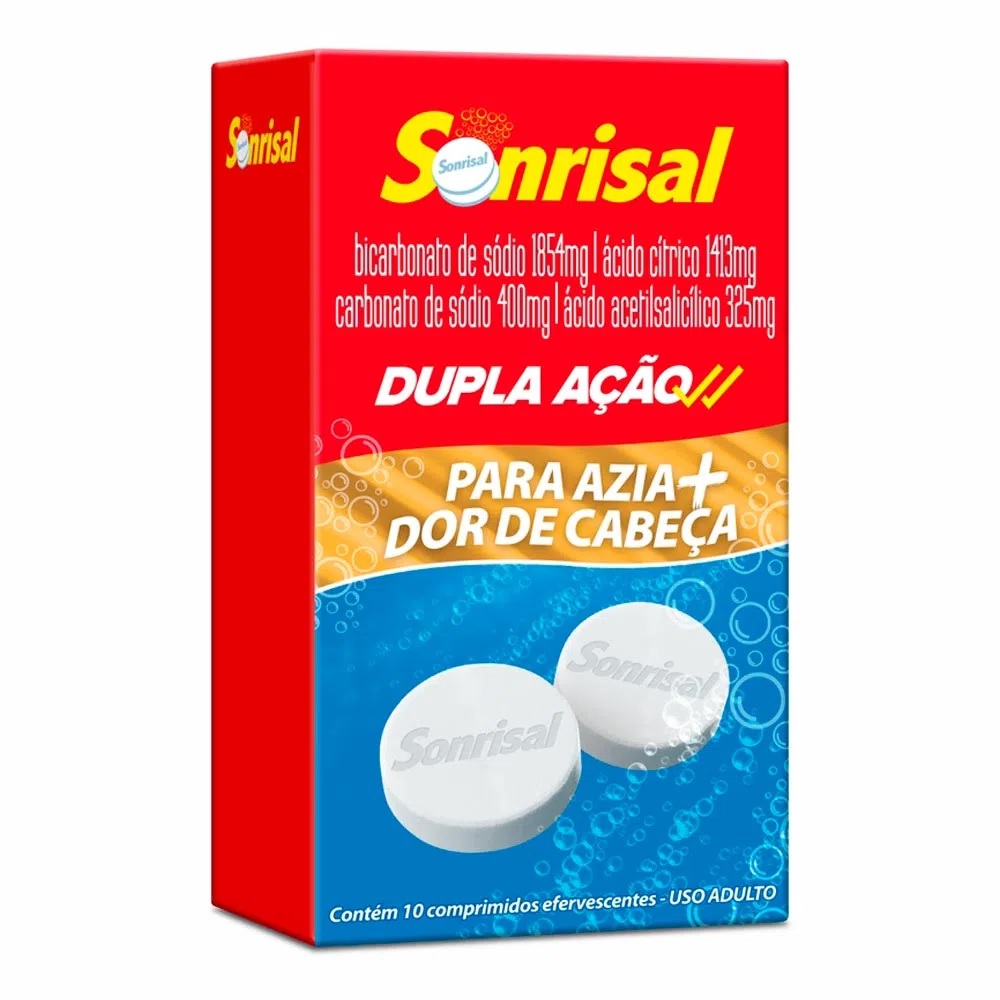 Sonrisal
Sonrisal
Sonrisal
bicarbonato de sódio 1854mg | ácido cítrico 1413mg
carbonato de sódio 400mg | ácido acetilsalicílico 325mg
DUPLA AÇÃO
PARA AZIA +
DOR DE CABEÇA
Sonrisal
Sonrisal
Contém 10 comprimidos efervescentes - USO ADULTO